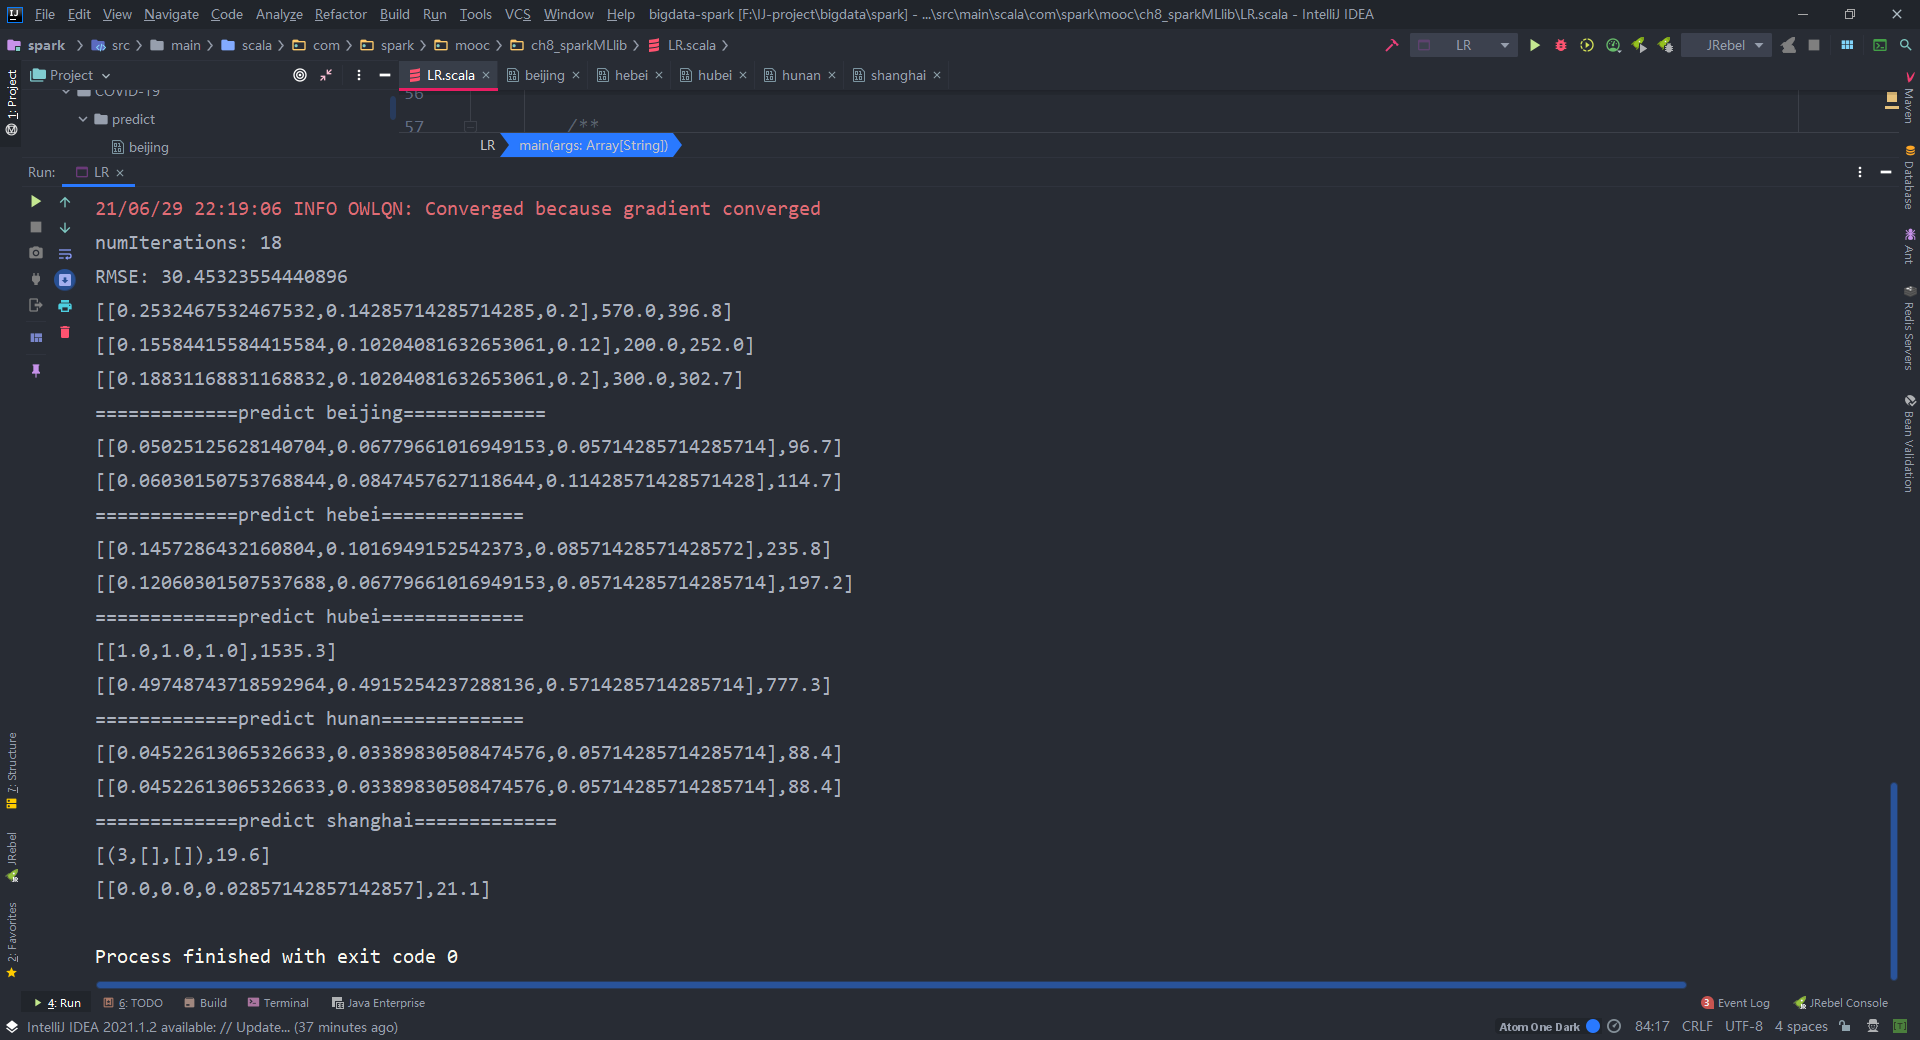 File Edit View Navigate Code Analyze Refactor Build Run Tools VCS Window Help bigdata-spark [F:\IJ-project\bigdata\spark] - ...\src\main\scala\com\spark\mooc\ch8_sparkMLlib\LR.scala - IntelliJ IDEA
spark src main scala com spark mooc ch8_sparkMLlib LR.scala LR JRebel
Project LR.scala beijing hebei hubei hunan shanghai
COVID-19 56
predict 57 /**
beijing LR main(args: Array[String])
Run: LR
21/06/29 22:19:06 INFO OWLQN: Converged because gradient converged
numIterations: 18
RMSE: 30.45323554440896
[[0.2532467532467532,0.14285714285714285,0.2],570.0,396.8]
[[0.15584415584415584,0.10204081632653061,0.12],200.0,252.0]
[[0.18831168831168832,0.10204081632653061,0.2],300.0,302.7]
=============predict beijing=============
[[0.05025125628140704,0.06779661016949153,0.05714285714285714],96.7]
[[0.06030150753768844,0.0847457627118644,0.11428571428571428],114.7]
=============predict hebei=============
[[0.1457286432160804,0.1016949152542373,0.08571428571428572],235.8]
[[0.12060301507537688,0.06779661016949153,0.05714285714285714],197.2]
=============predict hubei=============
[[1.0,1.0,1.0],1535.3]
[[0.49748743718592964,0.4915254237288136,0.5714285714285714],777.3]
=============predict hunan=============
[[0.04522613065326633,0.03389830508474576,0.05714285714285714],88.4]
[[0.04522613065326633,0.03389830508474576,0.05714285714285714],88.4]
=============predict shanghai=============
[(3,[],[]),19.6]
[[0.0,0.0,0.02857142857142857],21.1]
Process finished with exit code 0
1: Project
7: Structure
JRebel
2: Favorites
Maven
Database
Ant
Redis Servers
Bean Validation
4: Run 6: TODO Build Terminal Java Enterprise 3 Event Log JRebel Console
IntelliJ IDEA 2021.1.2 available: // Update... (37 minutes ago) Atom One Dark 84:17 CRLF UTF-8 4 spaces